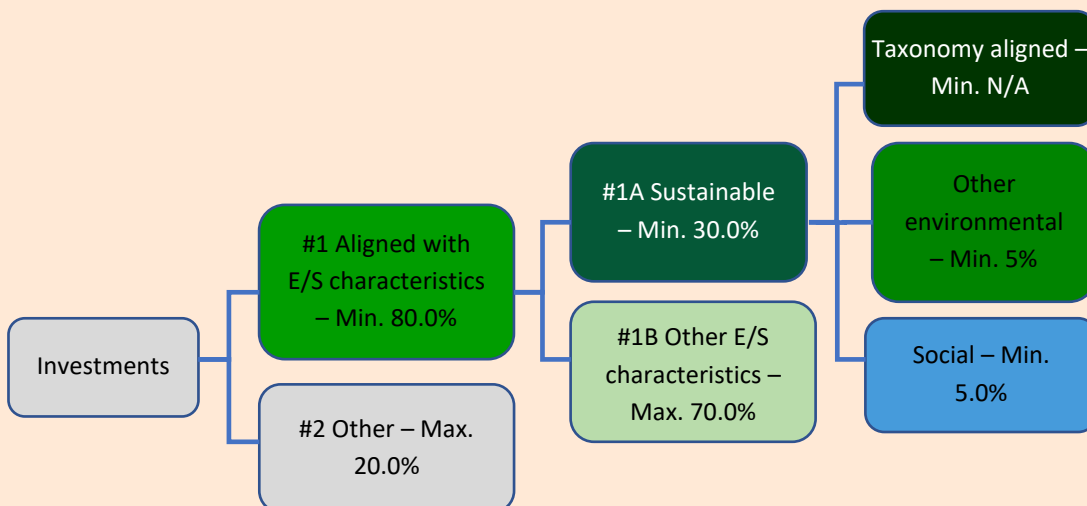 Investments
#1 Aligned with
E/S characteristics
– Min. 80.0%
#2 Other – Max.
20.0%
#1A Sustainable
– Min. 30.0%
#1B Other E/S
characteristics –
Max. 70.0%
Taxonomy aligned –
Min. N/A
Other
environmental
– Min. 5%
Social – Min.
5.0%